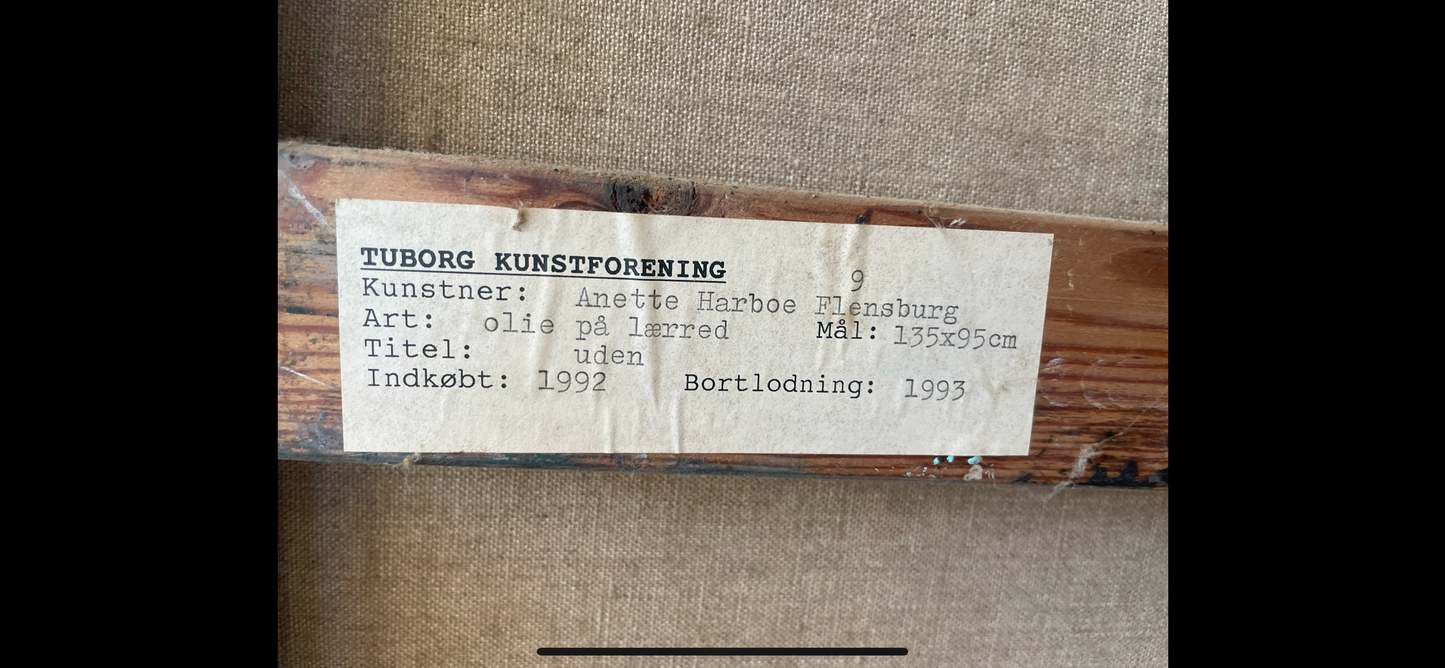 TUBORG KUNSTFORENING 9
Kunstner: Anette Harboe Flensburg
Art: olie på lærred Mål: 135x95cm
Titel: uden
Indkøbt: 1992 Bortlodning: 1993